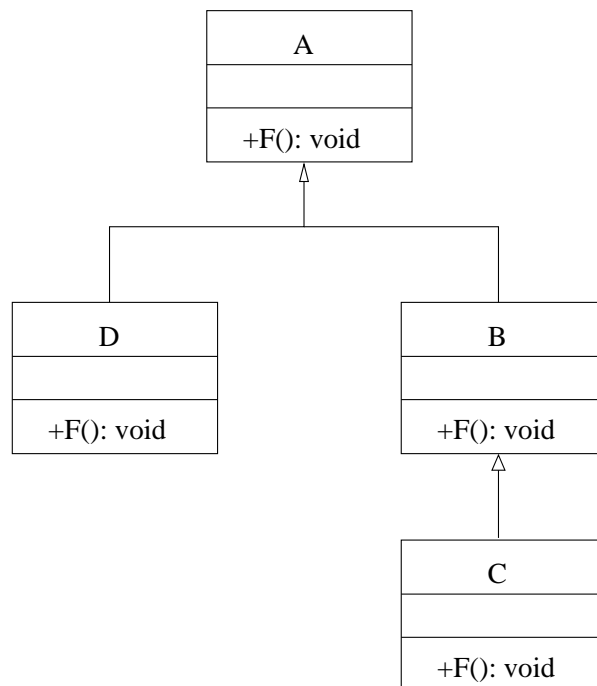 A
+F(): void
D
B
+F(): void
+F(): void
C
+F(): void